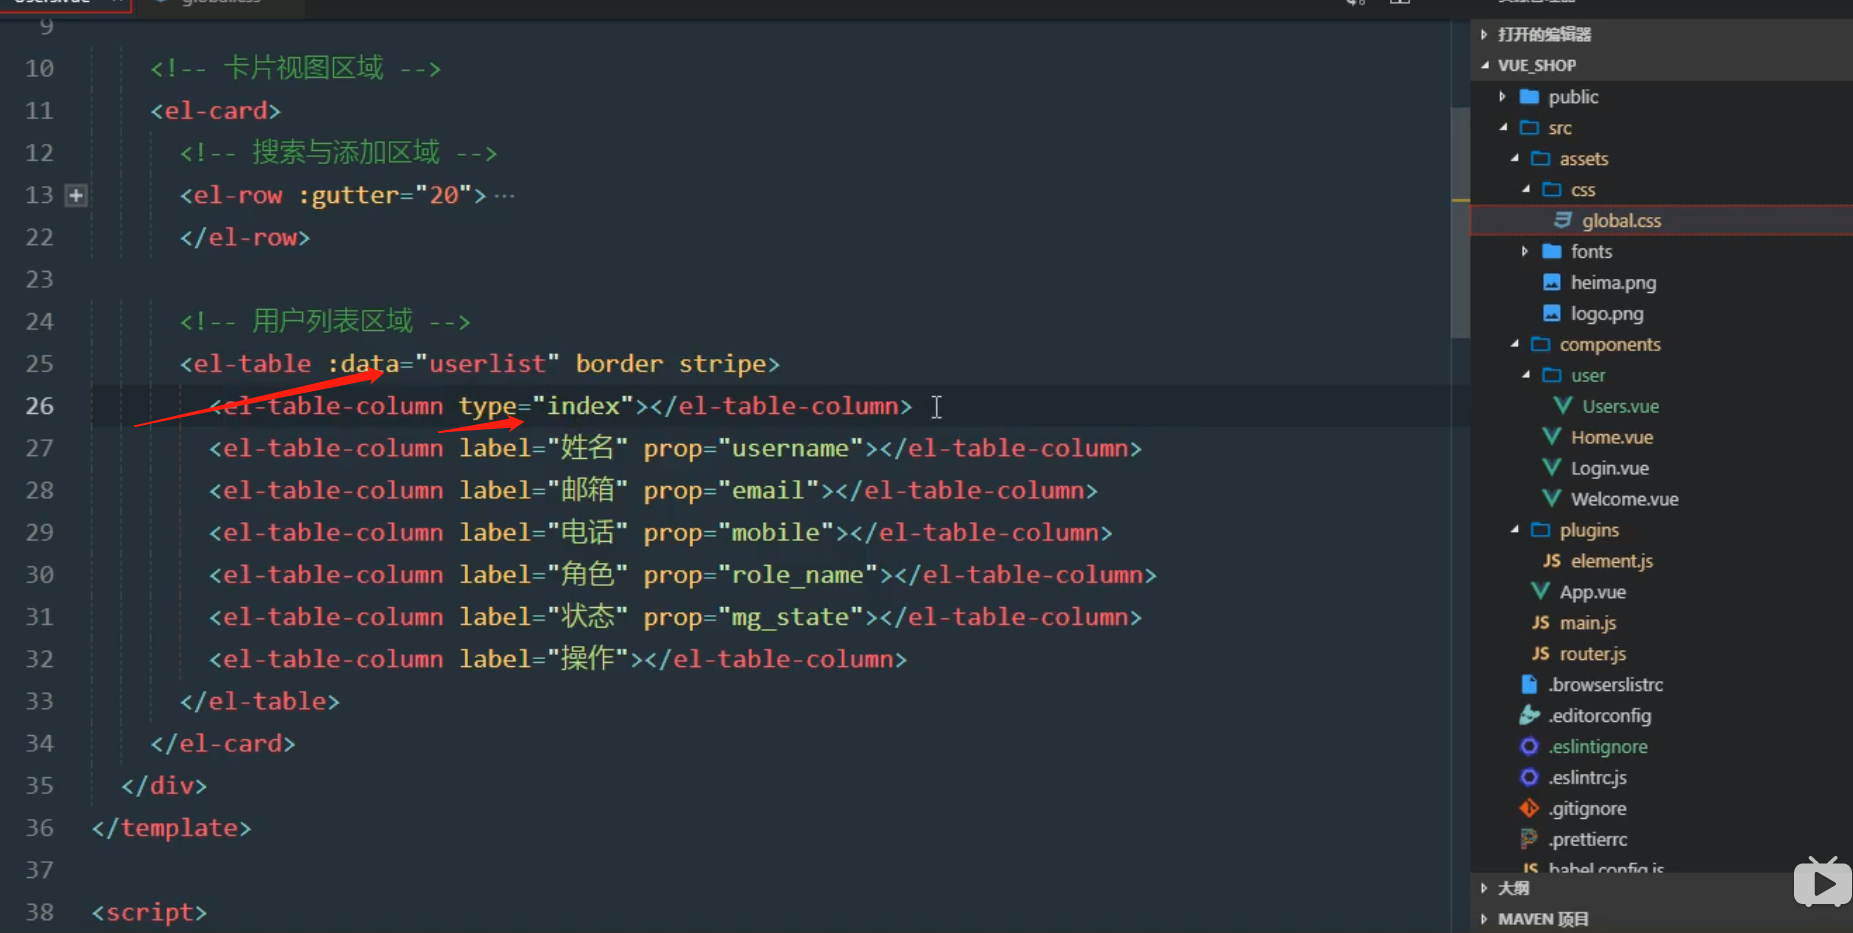 9
10 <!-- 卡片视图区域 -->
11 <el-card>
12 <!-- 搜索与添加区域 -->
13 <el-row :gutter="20">···
22 </el-row>
23
24 <!-- 用户列表区域 -->
25 <el-table :data="userlist" border stripe>
26 <el-table-column type="index"></el-table-column>
27 <el-table-column label="姓名" prop="username"></el-table-column>
28 <el-table-column label="邮箱" prop="email"></el-table-column>
29 <el-table-column label="电话" prop="mobile"></el-table-column>
30 <el-table-column label="角色" prop="role_name"></el-table-column>
31 <el-table-column label="状态" prop="mg_state"></el-table-column>
32 <el-table-column label="操作"></el-table-column>
33 </el-table>
34 </el-card>
35 </div>
36 </template>
37
38 <script>
打开的编辑器
VUE_SHOP
public
src
assets
css
global.css
fonts
heima.png
logo.png
components
user
Users.vue
Home.vue
Login.vue
Welcome.vue
plugins
JS element.js
App.vue
JS main.js
JS router.js
.browserslistrc
.editorconfig
.eslintignore
.eslintrc.js
.gitignore
.prettierrc
JS babel.config.js
大纲
MAVEN 项目